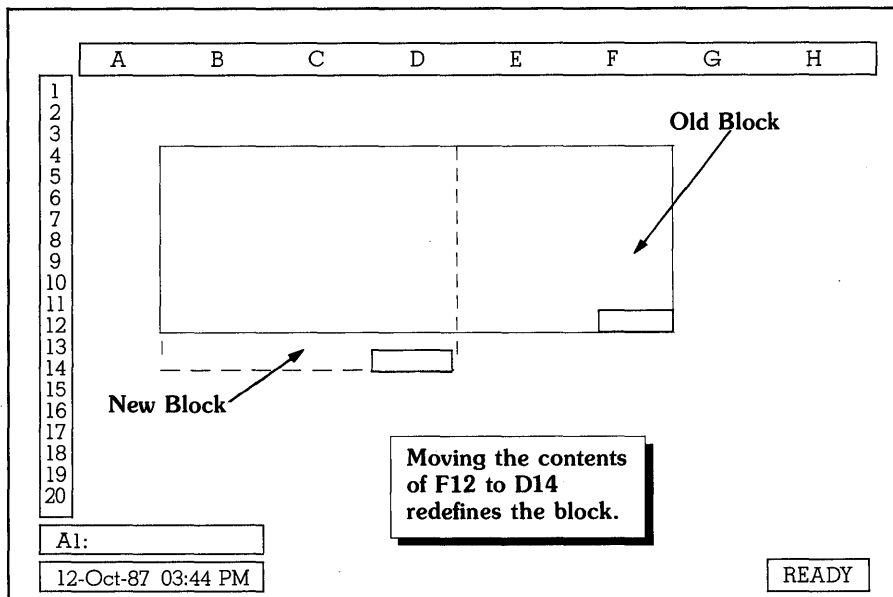 A B C D E F G H
1
2
3
Old Block
4
5
6
7
8
9
10
11
12
13
14
15
New Block
16
17
18
19
20
Moving the contents
of F12 to D14
redefines the block.
A1:
12-Oct-87 03:44 PM
READY